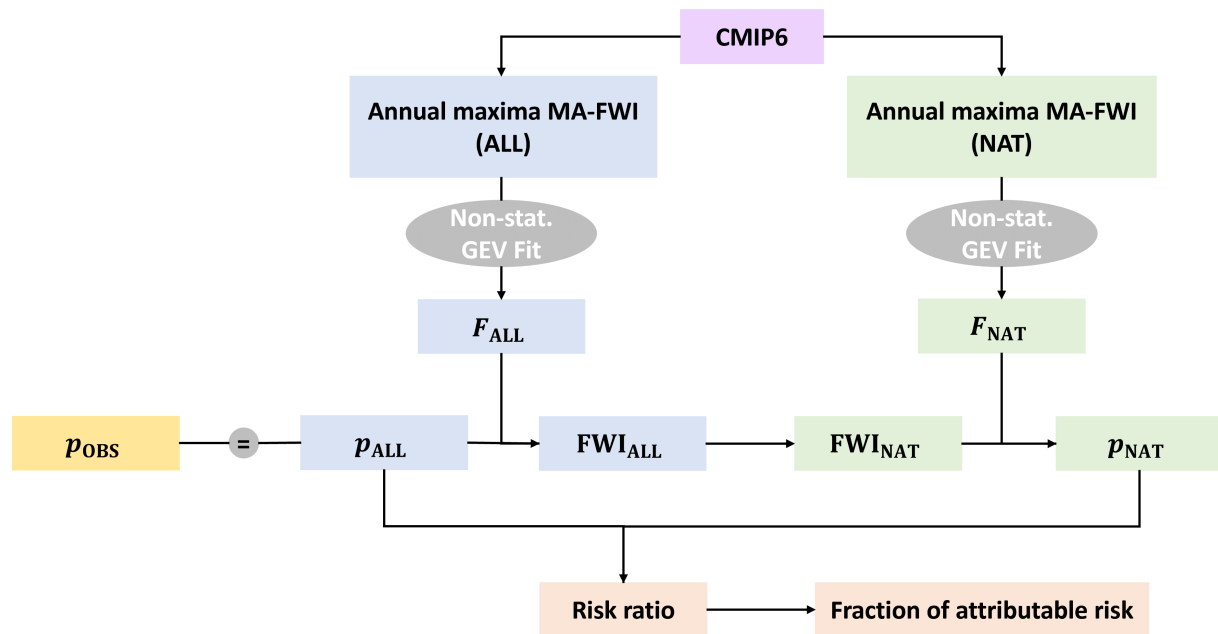 CMIP6
Annual maxima MA-FWI
(ALL)
Annual maxima MA-FWI
(NAT)
Non-stat.
GEV Fit
Non-stat.
GEV Fit
F_ALL
F_NAT
p_OBS
=
p_ALL
FWI_ALL
FWI_NAT
p_NAT
Risk ratio
Fraction of attributable risk